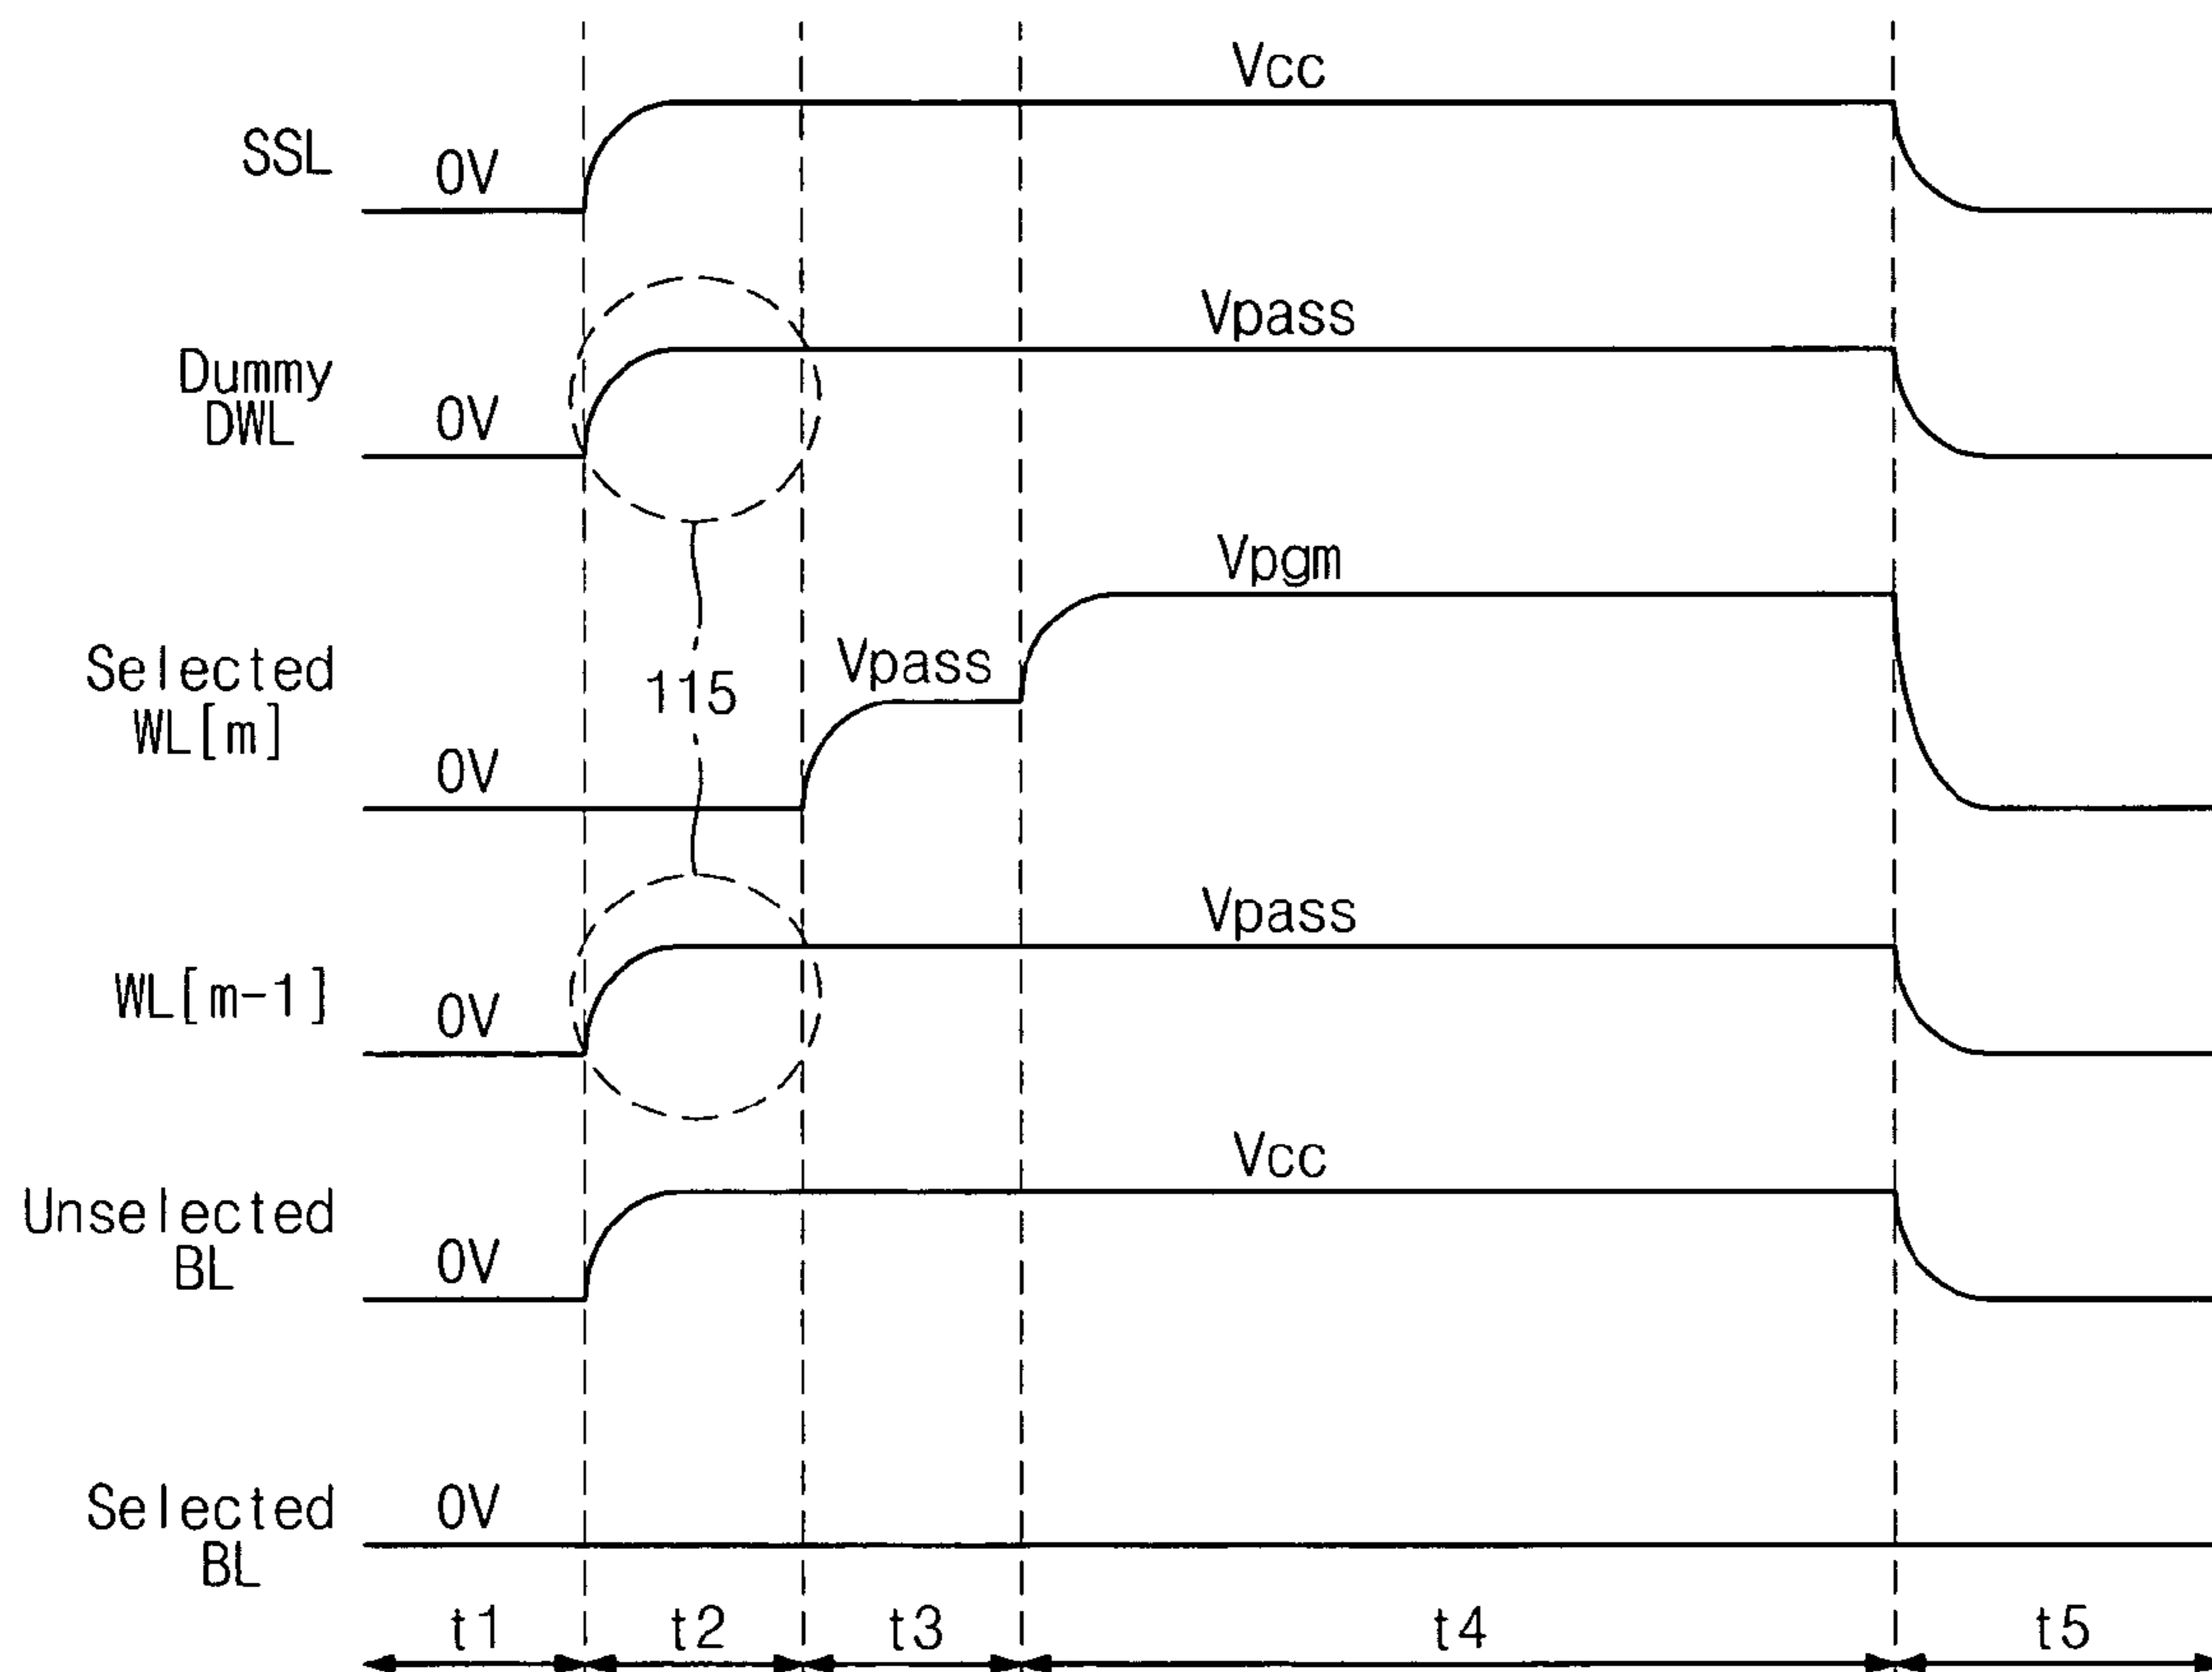 Vcc
SSL
0V
Vpass
Dummy
DWL
0V
Vpgm
Selected
WL[m]
Vpass
115
0V
Vpass
WL[m-1]
0V
Vcc
Unselected
BL
0V
Selected
BL
0V
t1 t2 t3 t4 t5